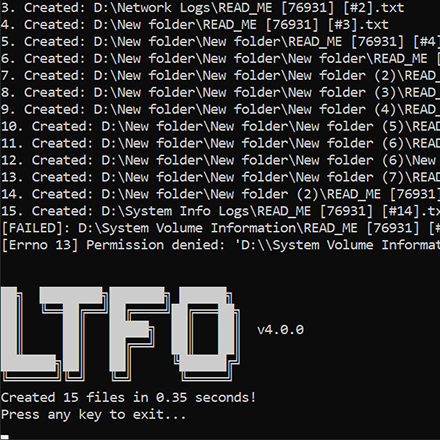 3. Created: D:\Network Logs\READ_ME [76931] [#2].txt
4. Created: D:\New folder\READ_ME [76931] [#3].txt
5. Created: D:\New folder\New folder\READ_ME [76931] [#4]
6. Created: D:\New folder\New folder\New folder\READ_ME
7. Created: D:\New folder\New folder\New folder (2)\READ_
8. Created: D:\New folder\New folder\New folder (3)\READ_
9. Created: D:\New folder\New folder\New folder (4)\READ_
10. Created: D:\New folder\New folder\New folder (5)\READ
11. Created: D:\New folder\New folder\New folder (6)\READ
12. Created: D:\New folder\New folder\New folder (6)\New
13. Created: D:\New folder\New folder\New folder (7)\READ
14. Created: D:\New folder\New folder (2)\READ_ME [76931]
15. Created: D:\System Info Logs\READ_ME [76931] [#14].tx
[FAILED]: D:\System Volume Information\READ_ME [76931] [#
[Errno 13] Permission denied: 'D:\\System Volume Informat
LTFO v4.0.0
Created 15 files in 0.35 seconds!
Press any key to exit...